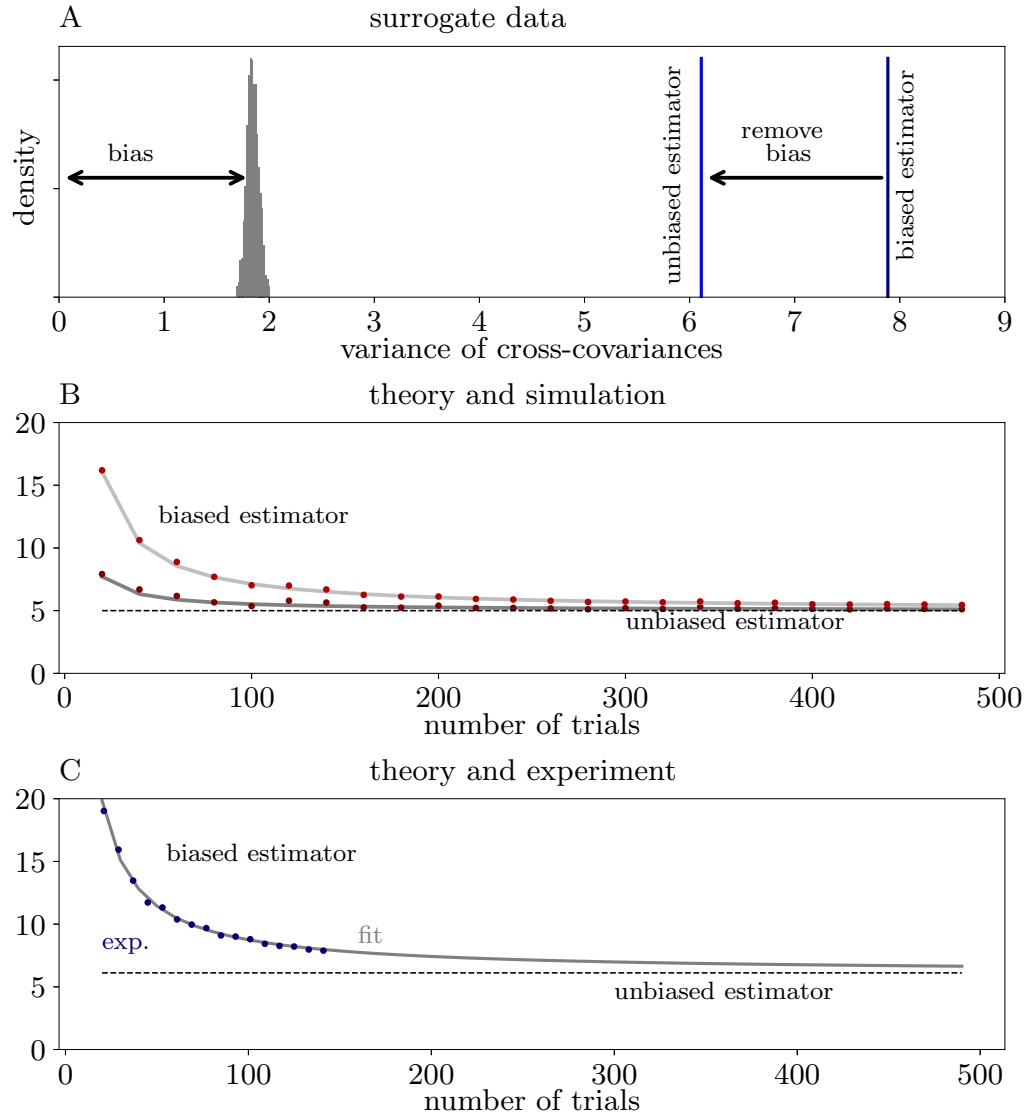 A
surrogate data
density
bias
unbiased estimator
remove
bias
biased estimator
0 1 2 3 4 5 6 7 8 9
variance of cross-covariances
B
theory and simulation
20
15
10
5
0
biased estimator
unbiased estimator
0 100 200 300 400 500
number of trials
C
theory and experiment
20
15
10
5
0
biased estimator
exp.
fit
unbiased estimator
0 100 200 300 400 500
number of trials